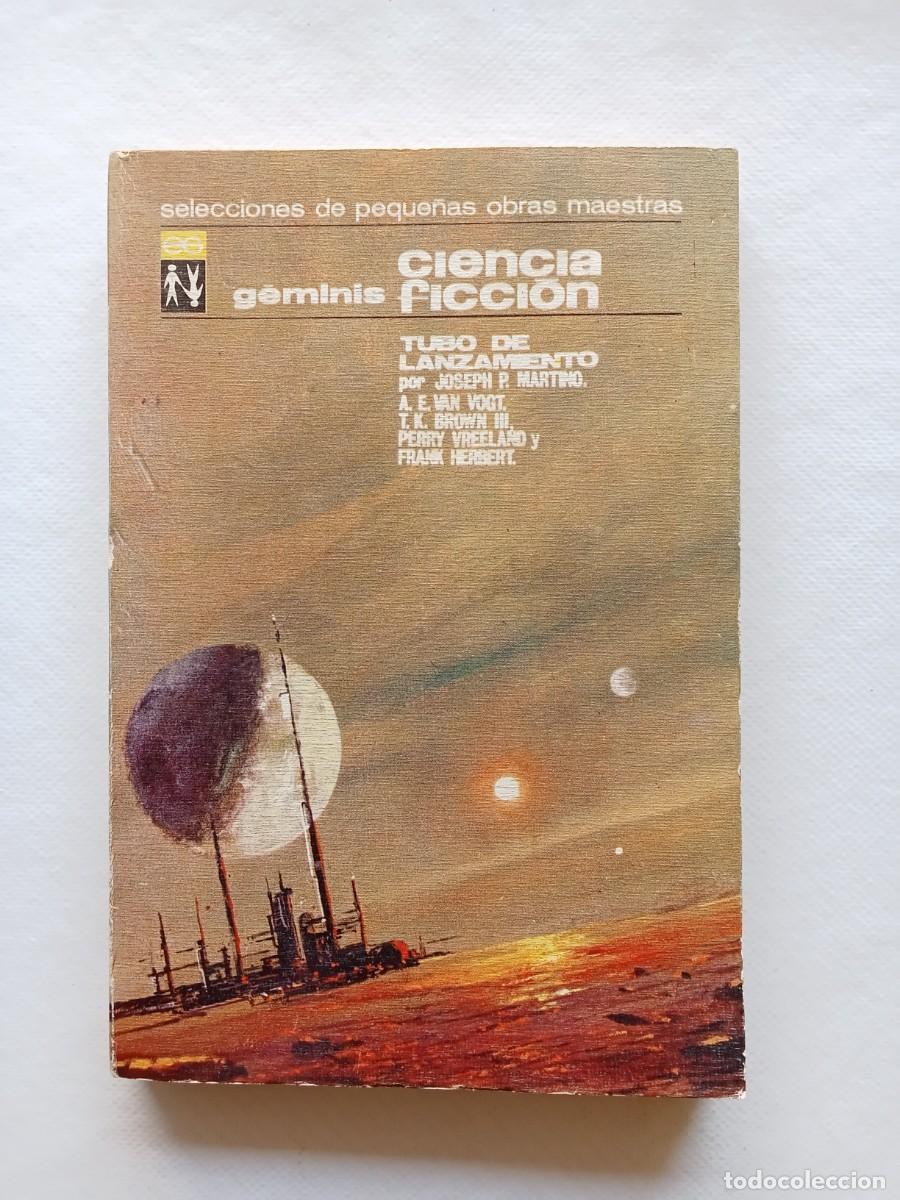 selecciones de pequeñas obras maestras
géminis
ciencia
ficción
TUBO DE
LANZAMIENTO
por JOSEPH P. MARTINO.
A. E. VAN VOGT.
T. K. BROWN III.
PERRY VREELAND y
FRANK HERBERT.
todocoleccion